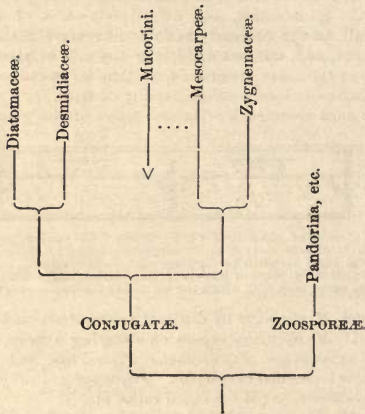 Diatomaceæ.
Desmidiaceæ.
Mucorini.
Mesocarpeæ.
Zygnemaceæ.
Pandorina, etc.
CONJUGATÆ.
ZOOSPOREÆ.